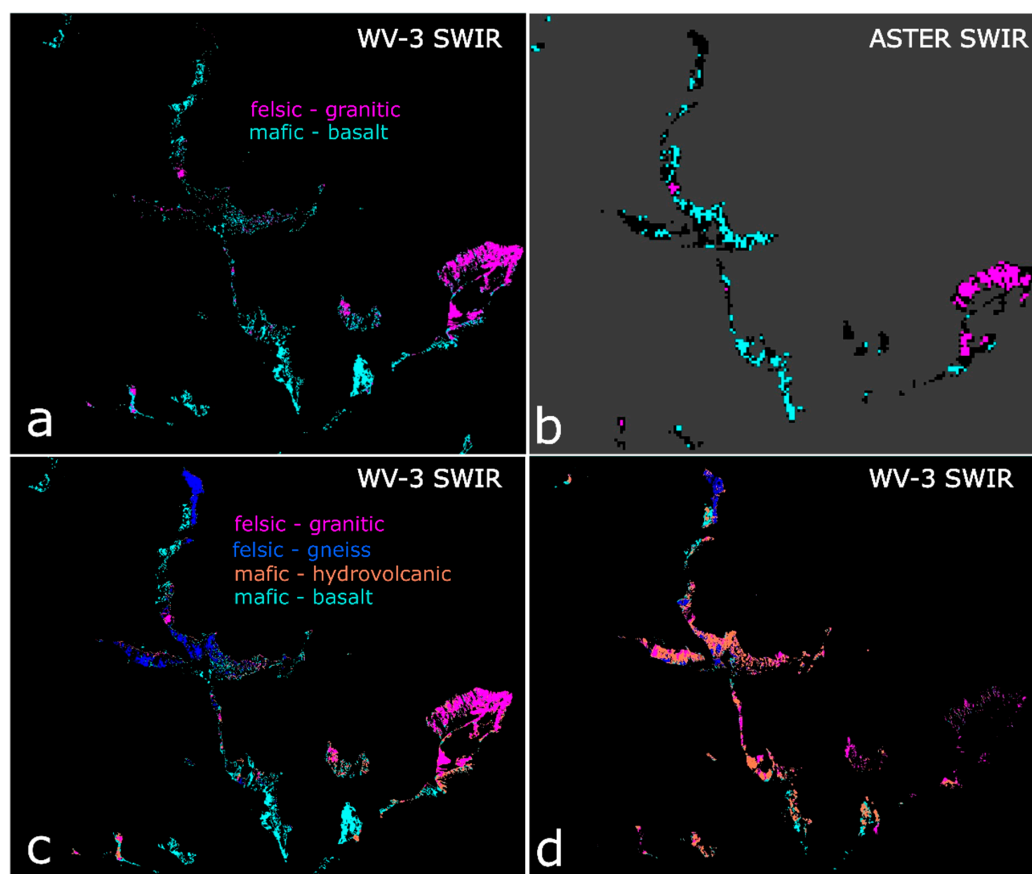 WV-3 SWIR
felsic - granitic
mafic - basalt
a
ASTER SWIR
b
WV-3 SWIR
felsic - granitic
felsic - gneiss
mafic - hydrovolcanic
mafic - basalt
c
WV-3 SWIR
d